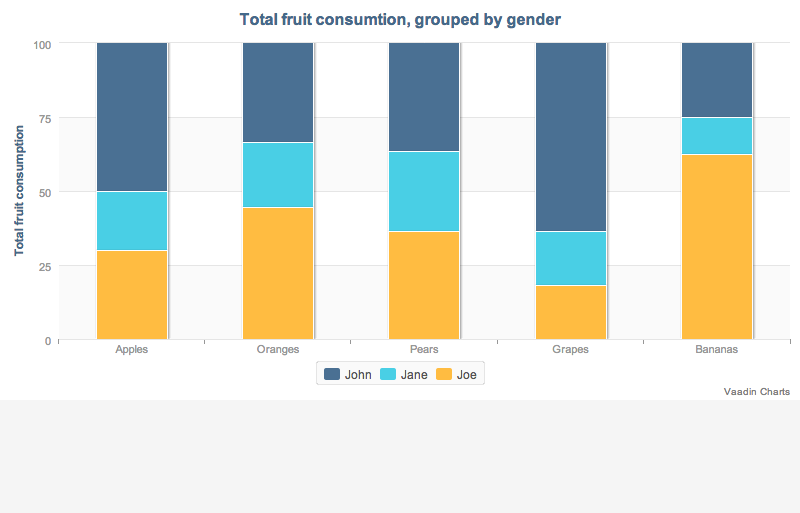 Total fruit consumtion, grouped by gender
Total fruit consumption
100
75
50
25
0
Apples Oranges Pears Grapes Bananas
John Jane Joe
Vaadin Charts